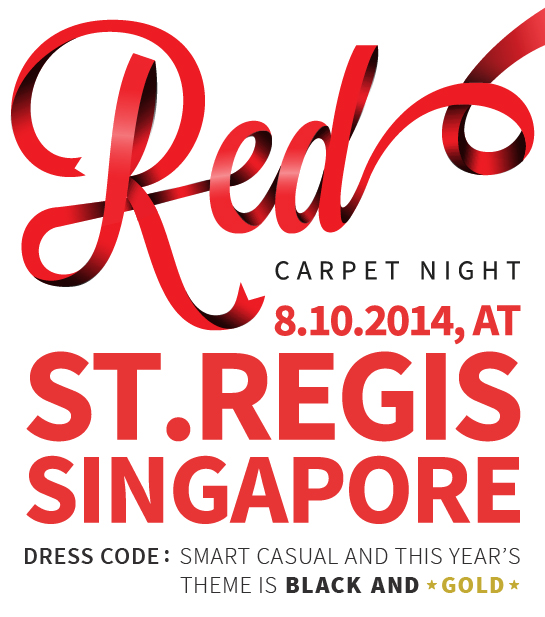 Red
CARPET NIGHT
8.10.2014, AT
ST.REGIS
SINGAPORE
DRESS CODE: SMART CASUAL AND THIS YEAR'S
THEME IS BLACK AND ★GOLD★